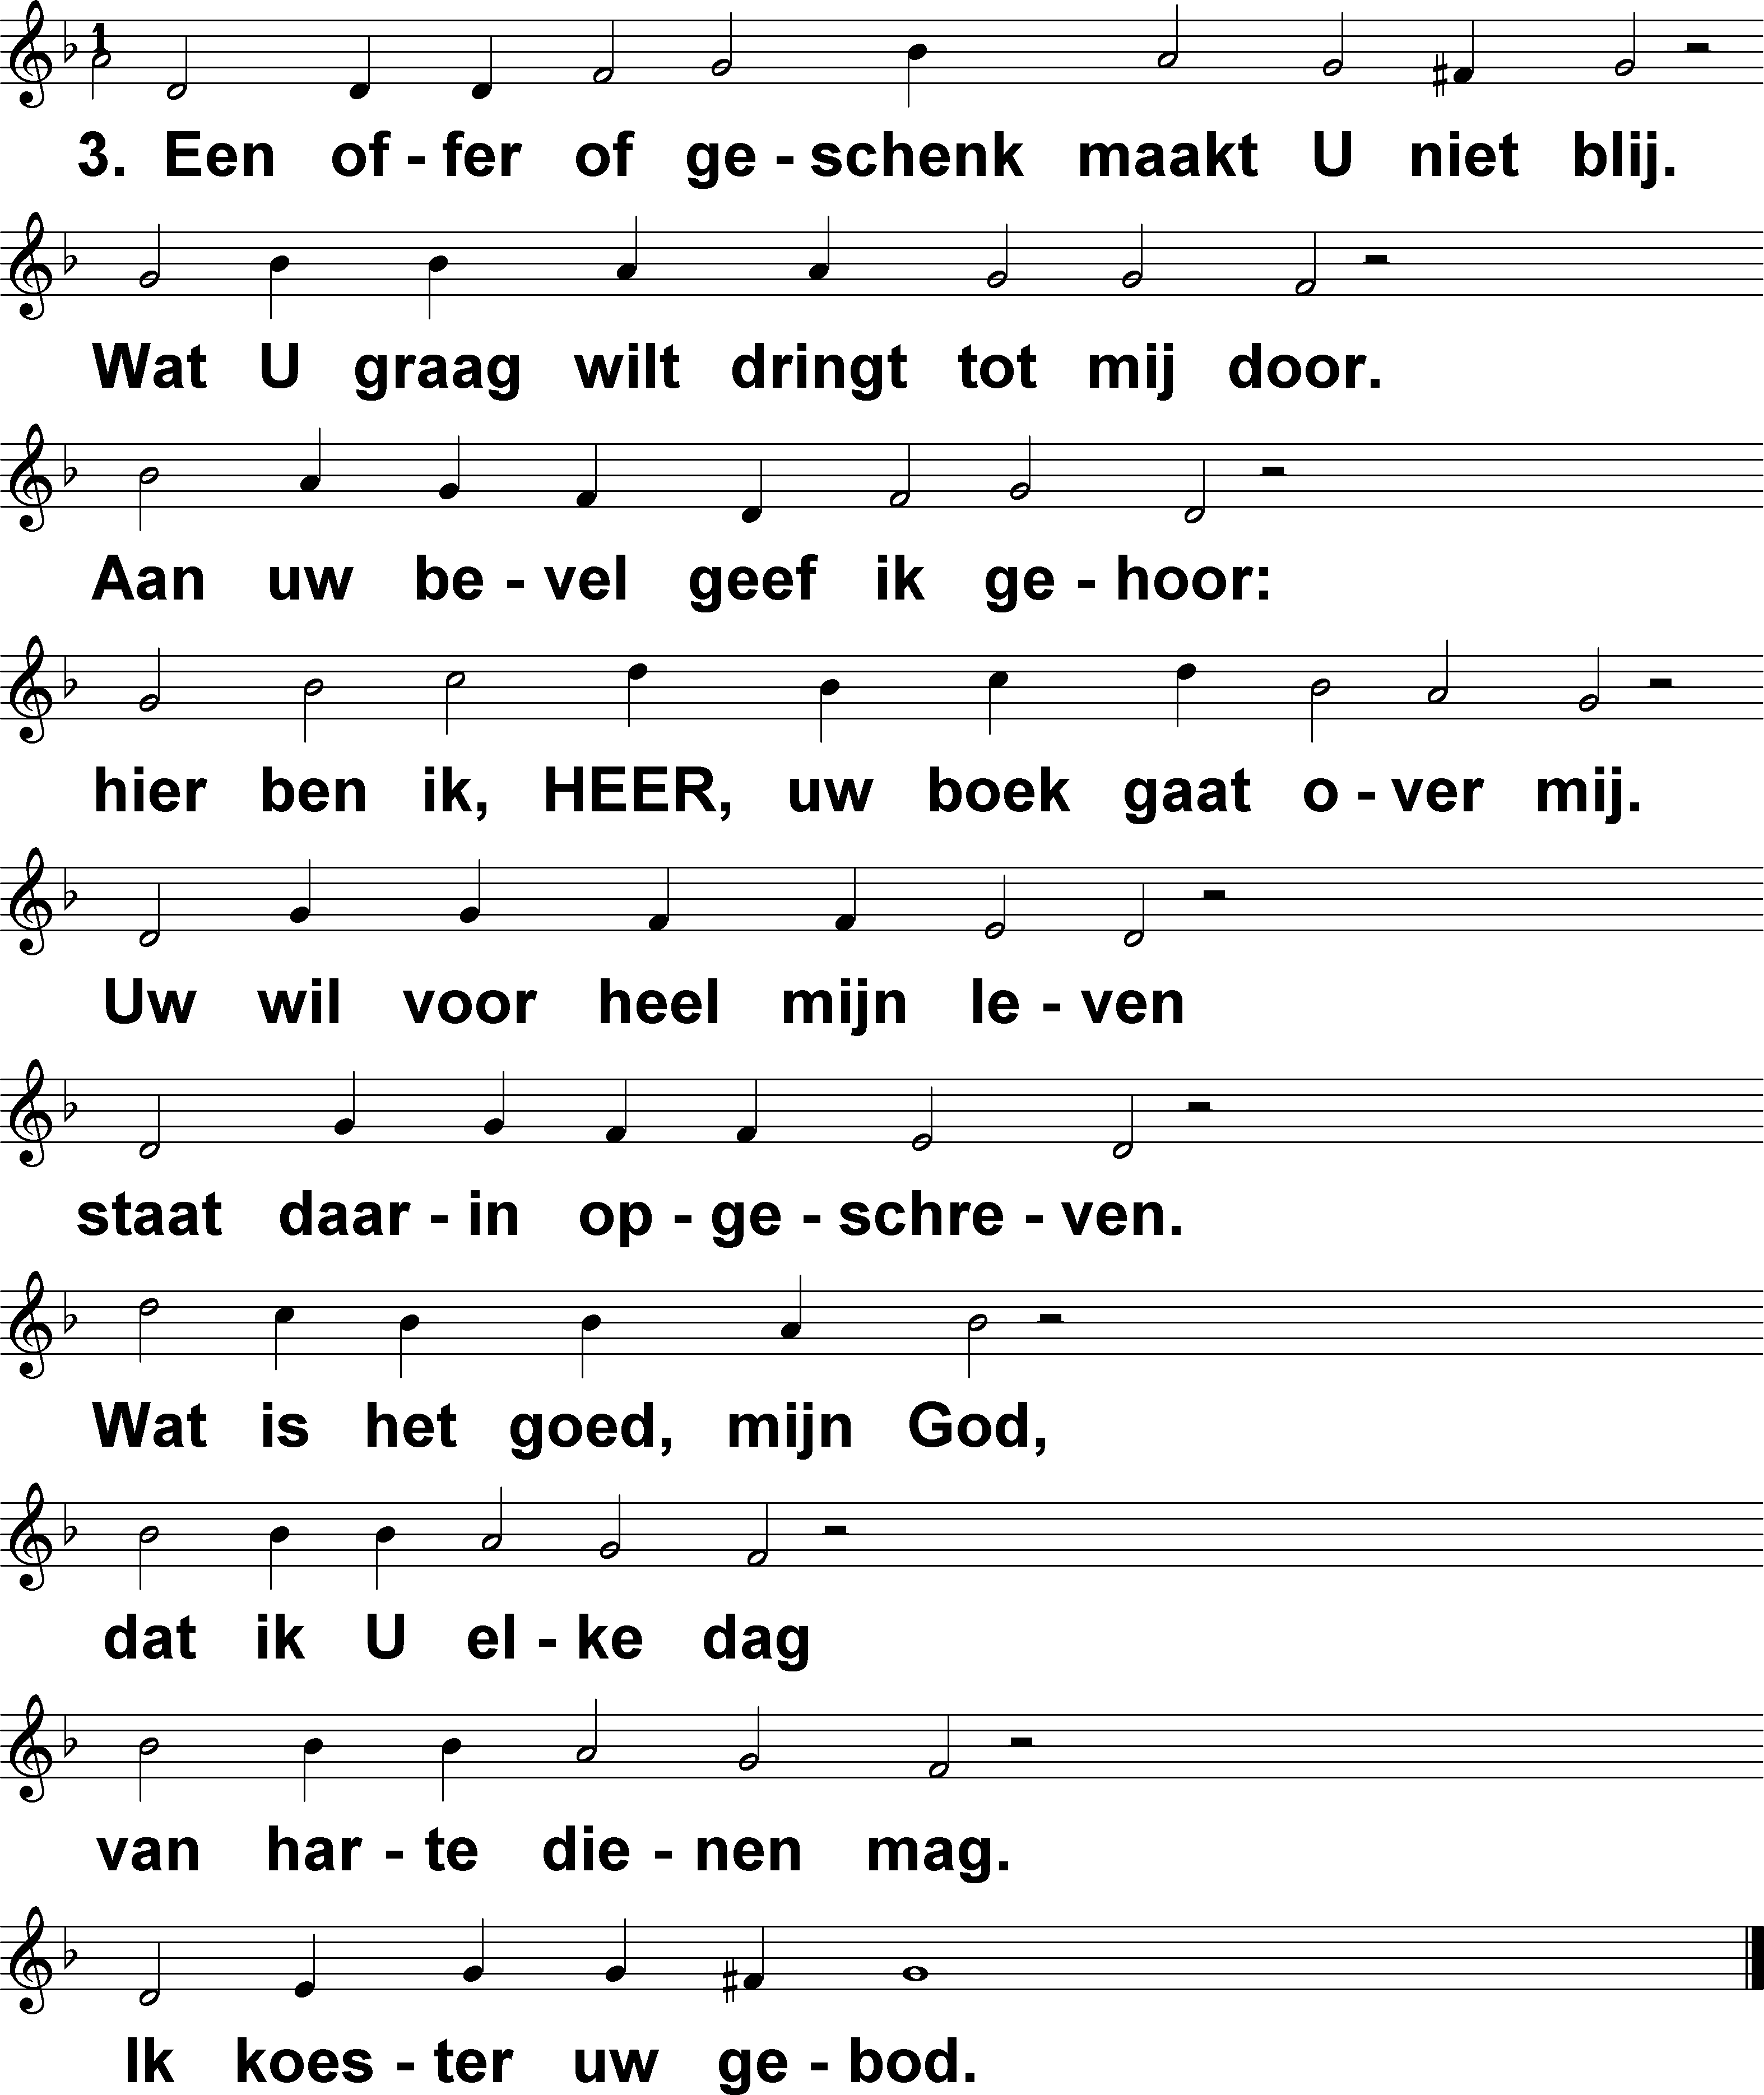 1
3. Een of - fer of ge - schenk maakt U niet blij.
Wat U graag wilt dringt tot mij door.
Aan uw be - vel geef ik ge - hoor:
hier ben ik, HEER, uw boek gaat o - ver mij.
Uw wil voor heel mijn le - ven
staat daar - in op - ge - schre - ven.
Wat is het goed, mijn God,
dat ik U el - ke dag
van har - te die - nen mag.
Ik koes - ter uw ge - bod.